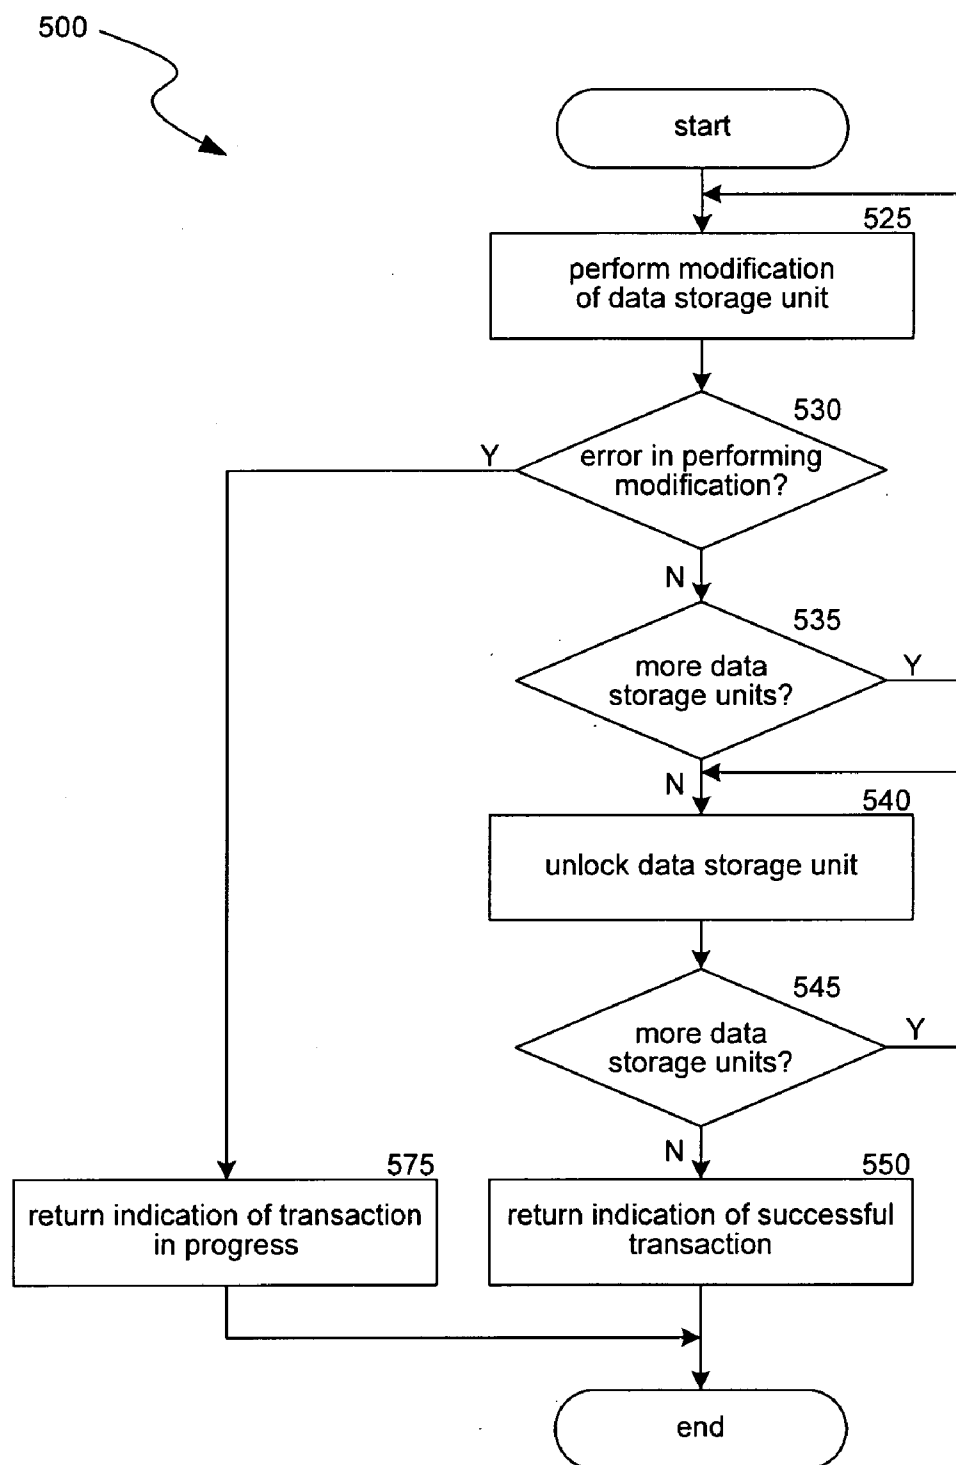 500
start
525
perform modification
of data storage unit
530
Y
error in performing
modification?
N
535
more data
storage units?
Y
N
540
unlock data storage unit
545
more data
storage units?
Y
N
575
return indication of transaction
in progress
550
return indication of successful
transaction
end